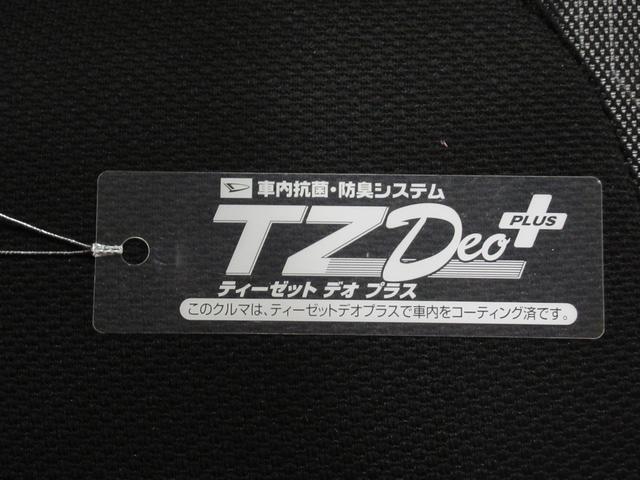 車内抗菌・防臭システム
TZ Deo PLUS
ティーゼット デオ プラス
このクルマは、ティーゼットデオプラスで車内をコーティング済です。